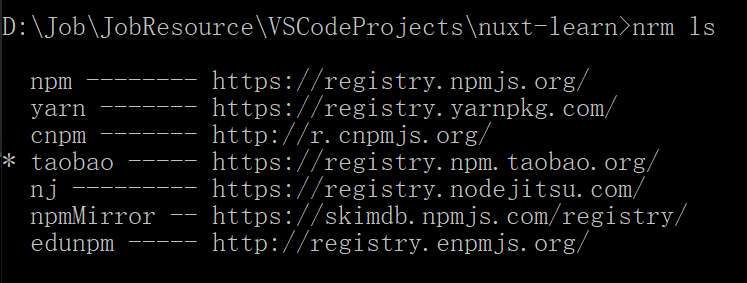 D:\Job\JobResource\VSCodeProjects\nuxt-learn>nrm ls
npm -------- https://registry.npmjs.org/
yarn ------- https://registry.yarnpkg.com/
cnpm ------- http://r.cnpmjs.org/
* taobao ----- https://registry.npm.taobao.org/
nj --------- https://registry.nodejitsu.com/
npmMirror -- https://skimdb.npmjs.com/registry/
edunpm ----- http://registry.enpmjs.org/